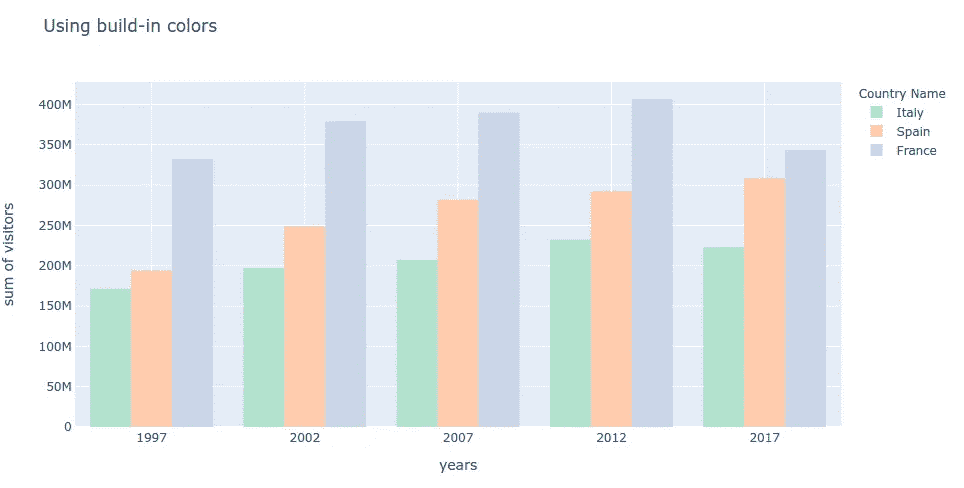 Using build-in colors
Country Name
Italy
Spain
France
400M
350M
300M
250M
200M
150M
100M
50M
0
sum of visitors
1997 2002 2007 2012 2017
years